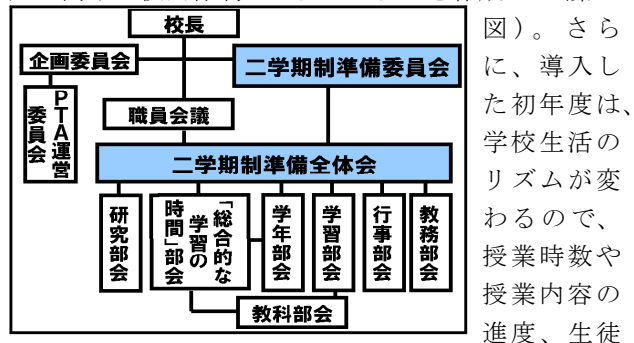 校長
企画委員会
二学期制準備委員会
PTA運営
委員会
職員会議
二学期制準備全体会
研究部会
「総合的な
学習の
時間」部会
学年部会
学習部会
行事部会
教務部会
教科部会
図)。さら
に、導入し
た初年度は、
学校生活の
リズムが変
わるので、
授業時数や
授業内容の
進度、生徒